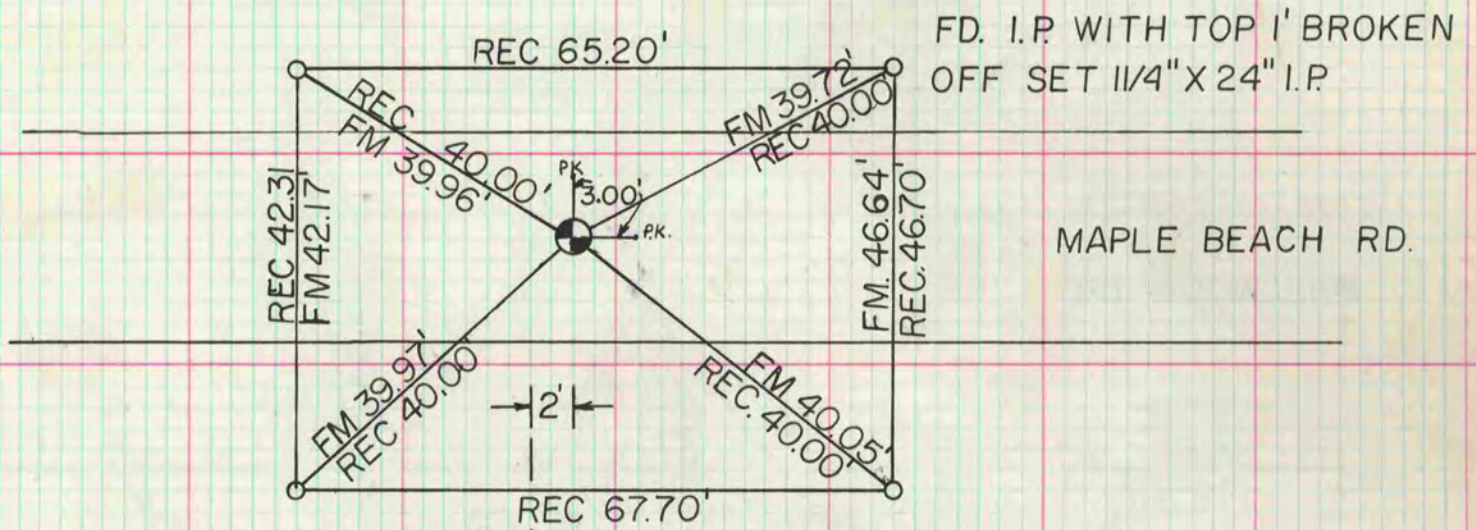 REC 65.20'
FD. I.P. WITH TOP 1' BROKEN
OFF SET 11/4" X 24" I.P.
REC 40.00'
FM 39.96'
FM 39.72'
REC 40.00'
P.K.
3.00'
P.K.
REC 42.31
FM 42.17
FM. 46.64'
REC. 46.70'
MAPLE BEACH RD.
FM 39.97'
REC 40.00'
2'
FM 40.05'
REC. 40.00'
REC 67.70'